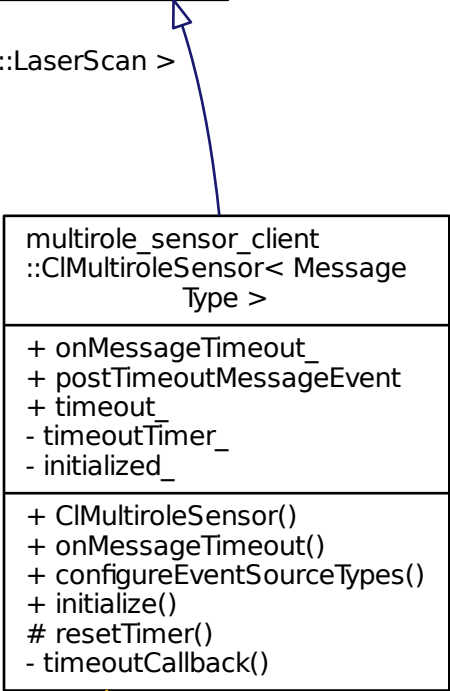 ::LaserScan >
multirole_sensor_client
::ClMultiroleSensor< Message
Type >
+ onMessageTimeout_
+ postTimeoutMessageEvent
+ timeout_
- timeoutTimer_
- initialized_
+ ClMultiroleSensor()
+ onMessageTimeout()
+ configureEventSourceTypes()
+ initialize()
# resetTimer()
- timeoutCallback()